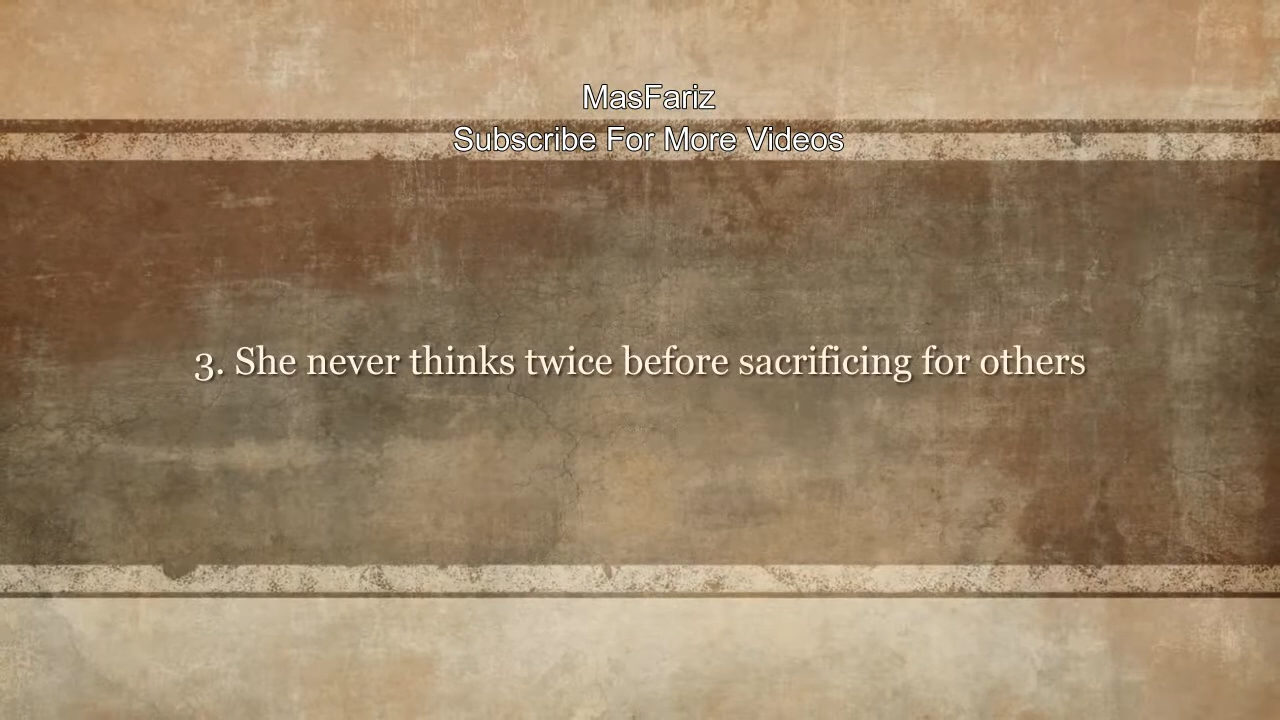 MasFariz
Subscribe For More Videos
3. She never thinks twice before sacrificing for others